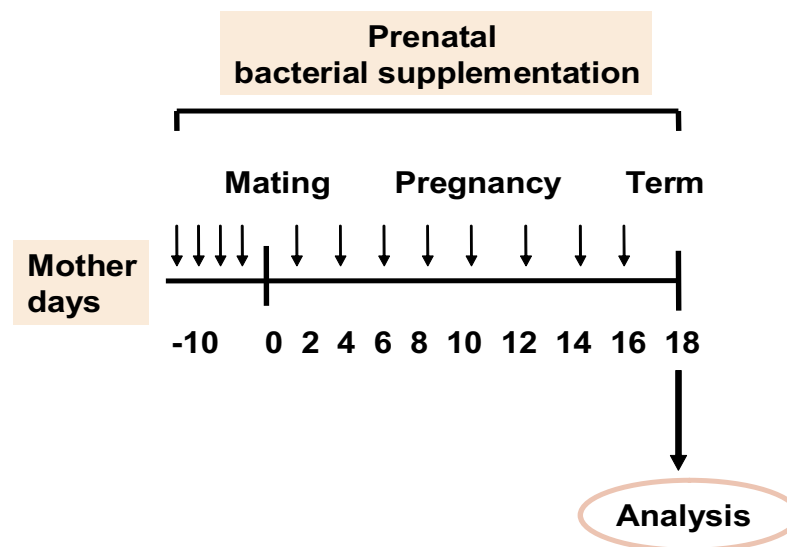 Prenatal
bacterial supplementation
Mating Pregnancy Term
Mother
days
-10 0 2 4 6 8 10 12 14 16 18
Analysis